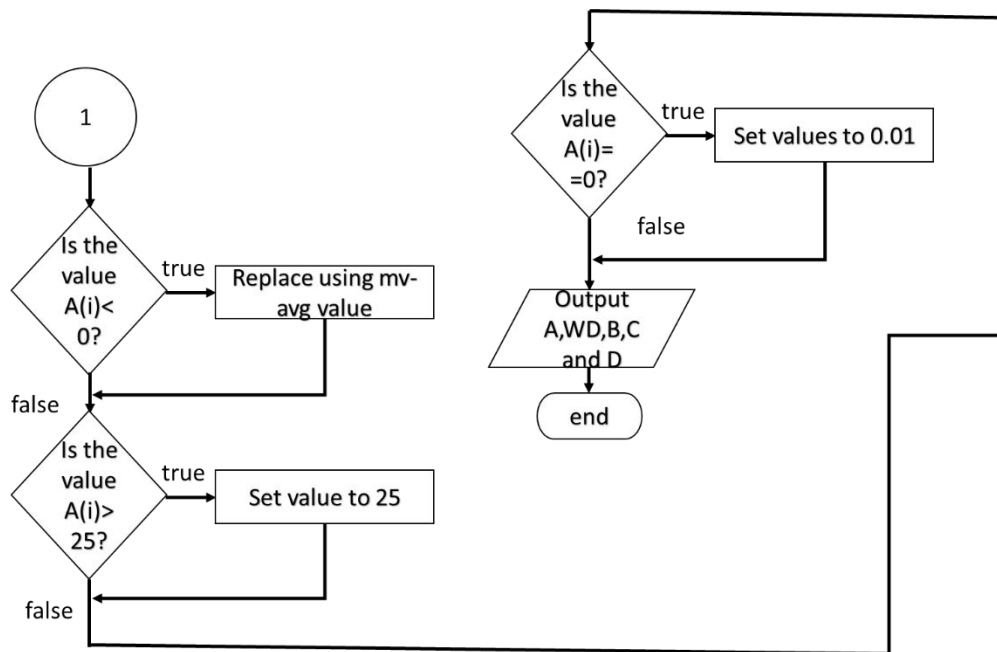 1
Is the
value
A(i)<
0?
true
Replace using mv-
avg value
false
Is the
value
A(i)>
25?
true
Set value to 25
false
Is the
value
A(i)=
=0?
true
Set values to 0.01
false
Output
A,WD,B,C
and D
end